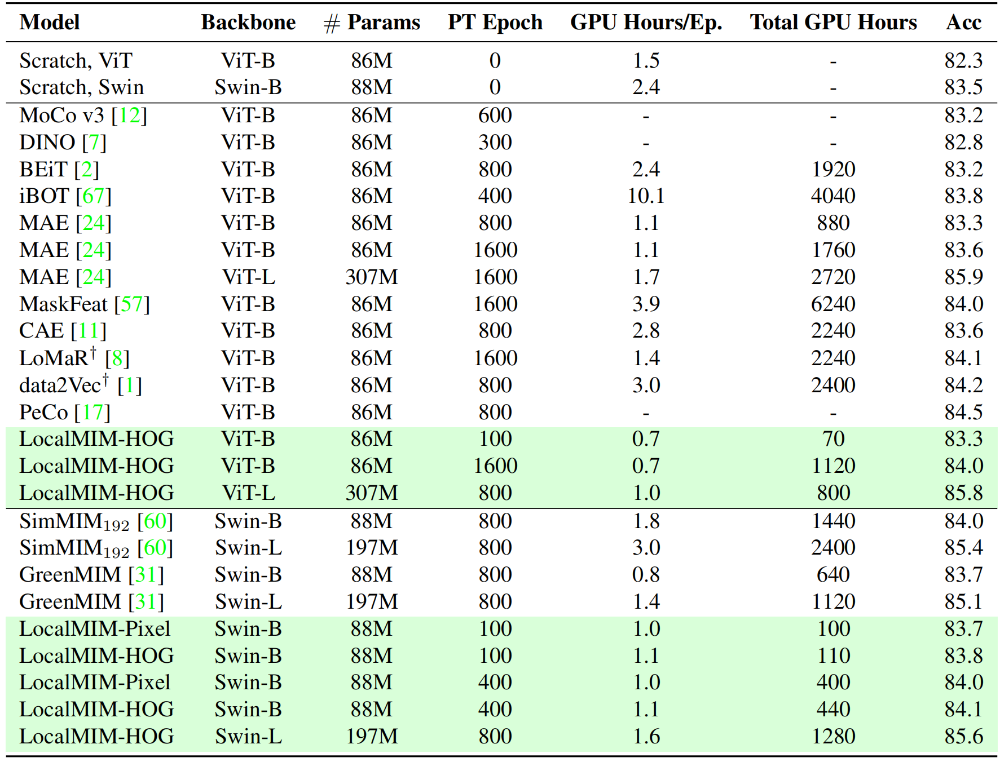 Model Backbone # Params PT Epoch GPU Hours/Ep. Total GPU Hours Acc
Scratch, ViT ViT-B 86M 0 1.5 - 82.3
Scratch, Swin Swin-B 88M 0 2.4 - 83.5
MoCo v3 [12] ViT-B 86M 600 - - 83.2
DINO [7] ViT-B 86M 300 - - 82.8
BEiT [2] ViT-B 86M 800 2.4 1920 83.2
iBOT [67] ViT-B 86M 400 10.1 4040 83.8
MAE [24] ViT-B 86M 800 1.1 880 83.3
MAE [24] ViT-B 86M 1600 1.1 1760 83.6
MAE [24] ViT-L 307M 1600 1.7 2720 85.9
MaskFeat [57] ViT-B 86M 1600 3.9 6240 84.0
CAE [11] ViT-B 86M 800 2.8 2240 83.6
LoMaR† [8] ViT-B 86M 1600 1.4 2240 84.1
data2Vec† [1] ViT-B 86M 800 3.0 2400 84.2
PeCo [17] ViT-B 86M 800 - - 84.5
LocalMIM-HOG ViT-B 86M 100 0.7 70 83.3
LocalMIM-HOG ViT-B 86M 1600 0.7 1120 84.0
LocalMIM-HOG ViT-L 307M 800 1.0 800 85.8
SimMIM₁₉₂ [60] Swin-B 88M 800 1.8 1440 84.0
SimMIM₁₉₂ [60] Swin-L 197M 800 3.0 2400 85.4
GreenMIM [31] Swin-B 88M 800 0.8 640 83.7
GreenMIM [31] Swin-L 197M 800 1.4 1120 85.1
LocalMIM-Pixel Swin-B 88M 100 1.0 100 83.7
LocalMIM-HOG Swin-B 88M 100 1.1 110 83.8
LocalMIM-Pixel Swin-B 88M 400 1.0 400 84.0
LocalMIM-HOG Swin-B 88M 400 1.1 440 84.1
LocalMIM-HOG Swin-L 197M 800 1.6 1280 85.6